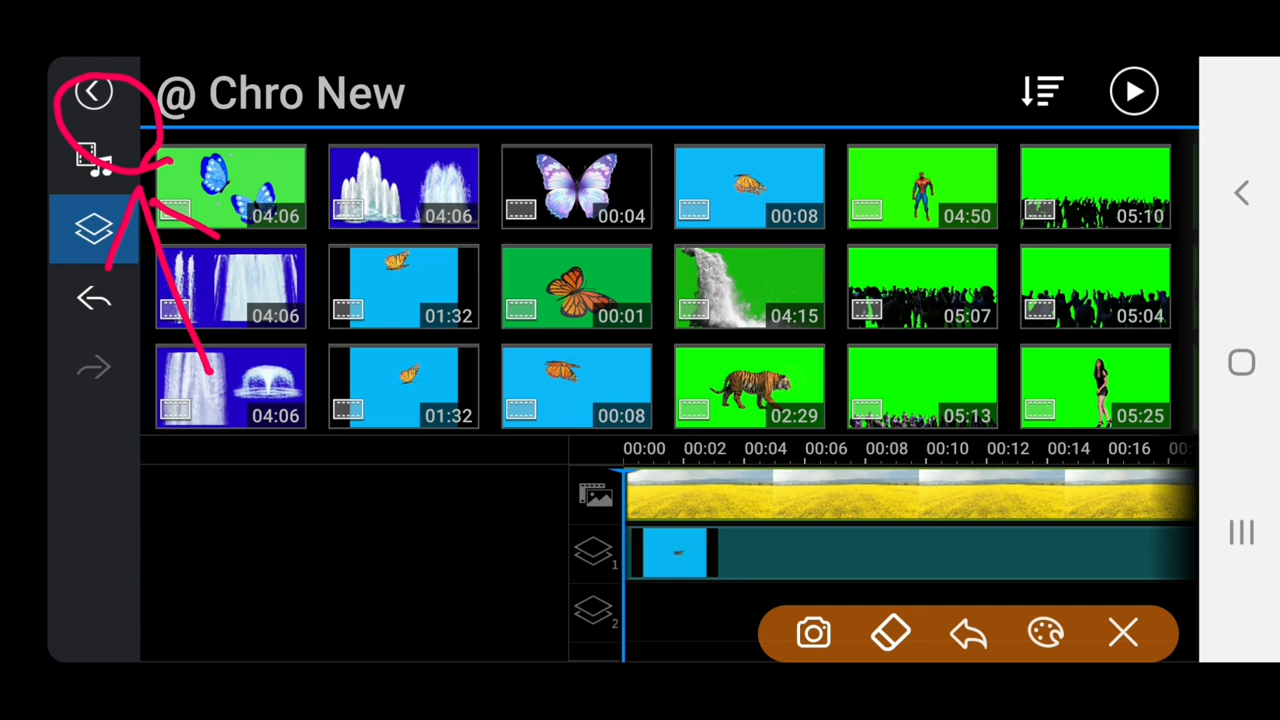 @ Chro New
04:06 04:06 00:04 00:08 04:50 05:10
04:06 01:32 00:01 04:15 05:07 05:04
04:06 01:32 00:08 02:29 05:13 05:25
00:00 00:02 00:04 00:06 00:08 00:10 00:12 00:14 00:16
1
2